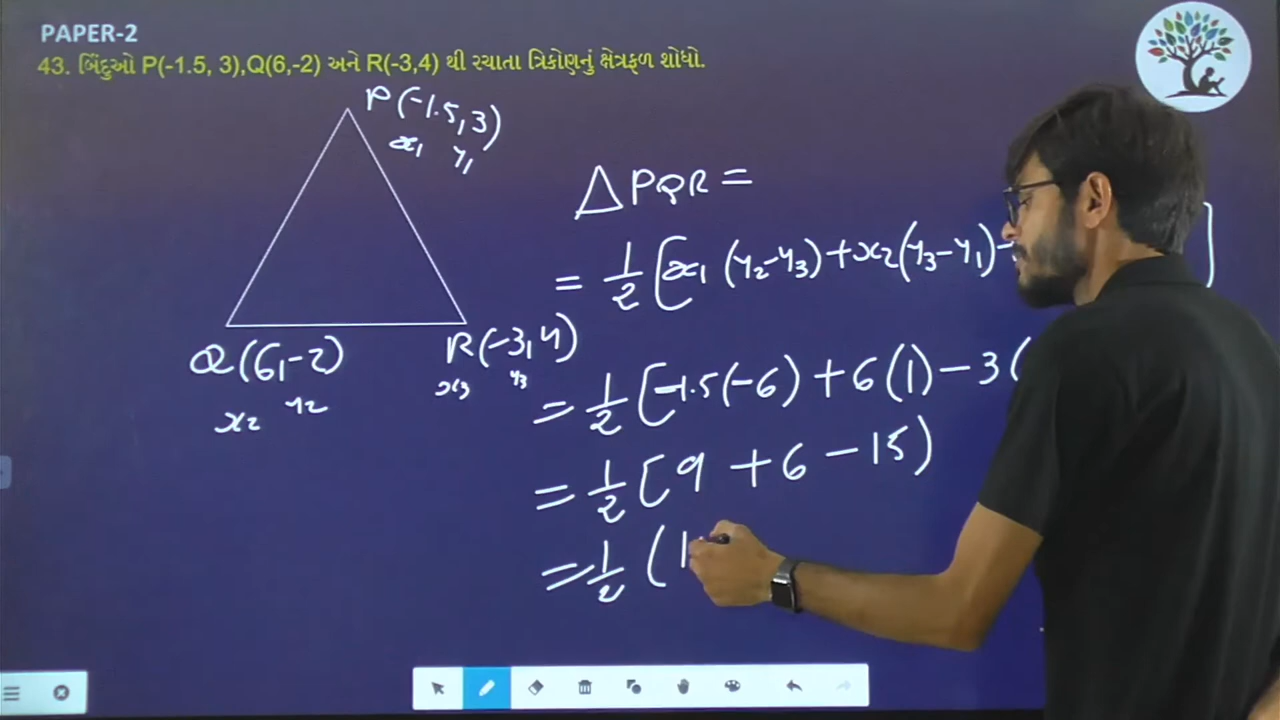 PAPER-2
43. બિંદુઓ P(-1.5, 3),Q(6,-2) અને R(-3,4) થી રચાતા ત્રિકોણનું ક્ષેત્રફળ શોધો.
P(-1.5, 3)
x₁ y₁
Q(6,-2)
x₂ y₂
R(-3,4)
x₃ y₃
△PQR =
= 1/2 [x₁ (y₂-y₃)+x₂(y₃-y₁)
= 1/2 [-1.5(-6)+6(1)-3(
= 1/2 [9 +6 -15)
= 1/2 (1